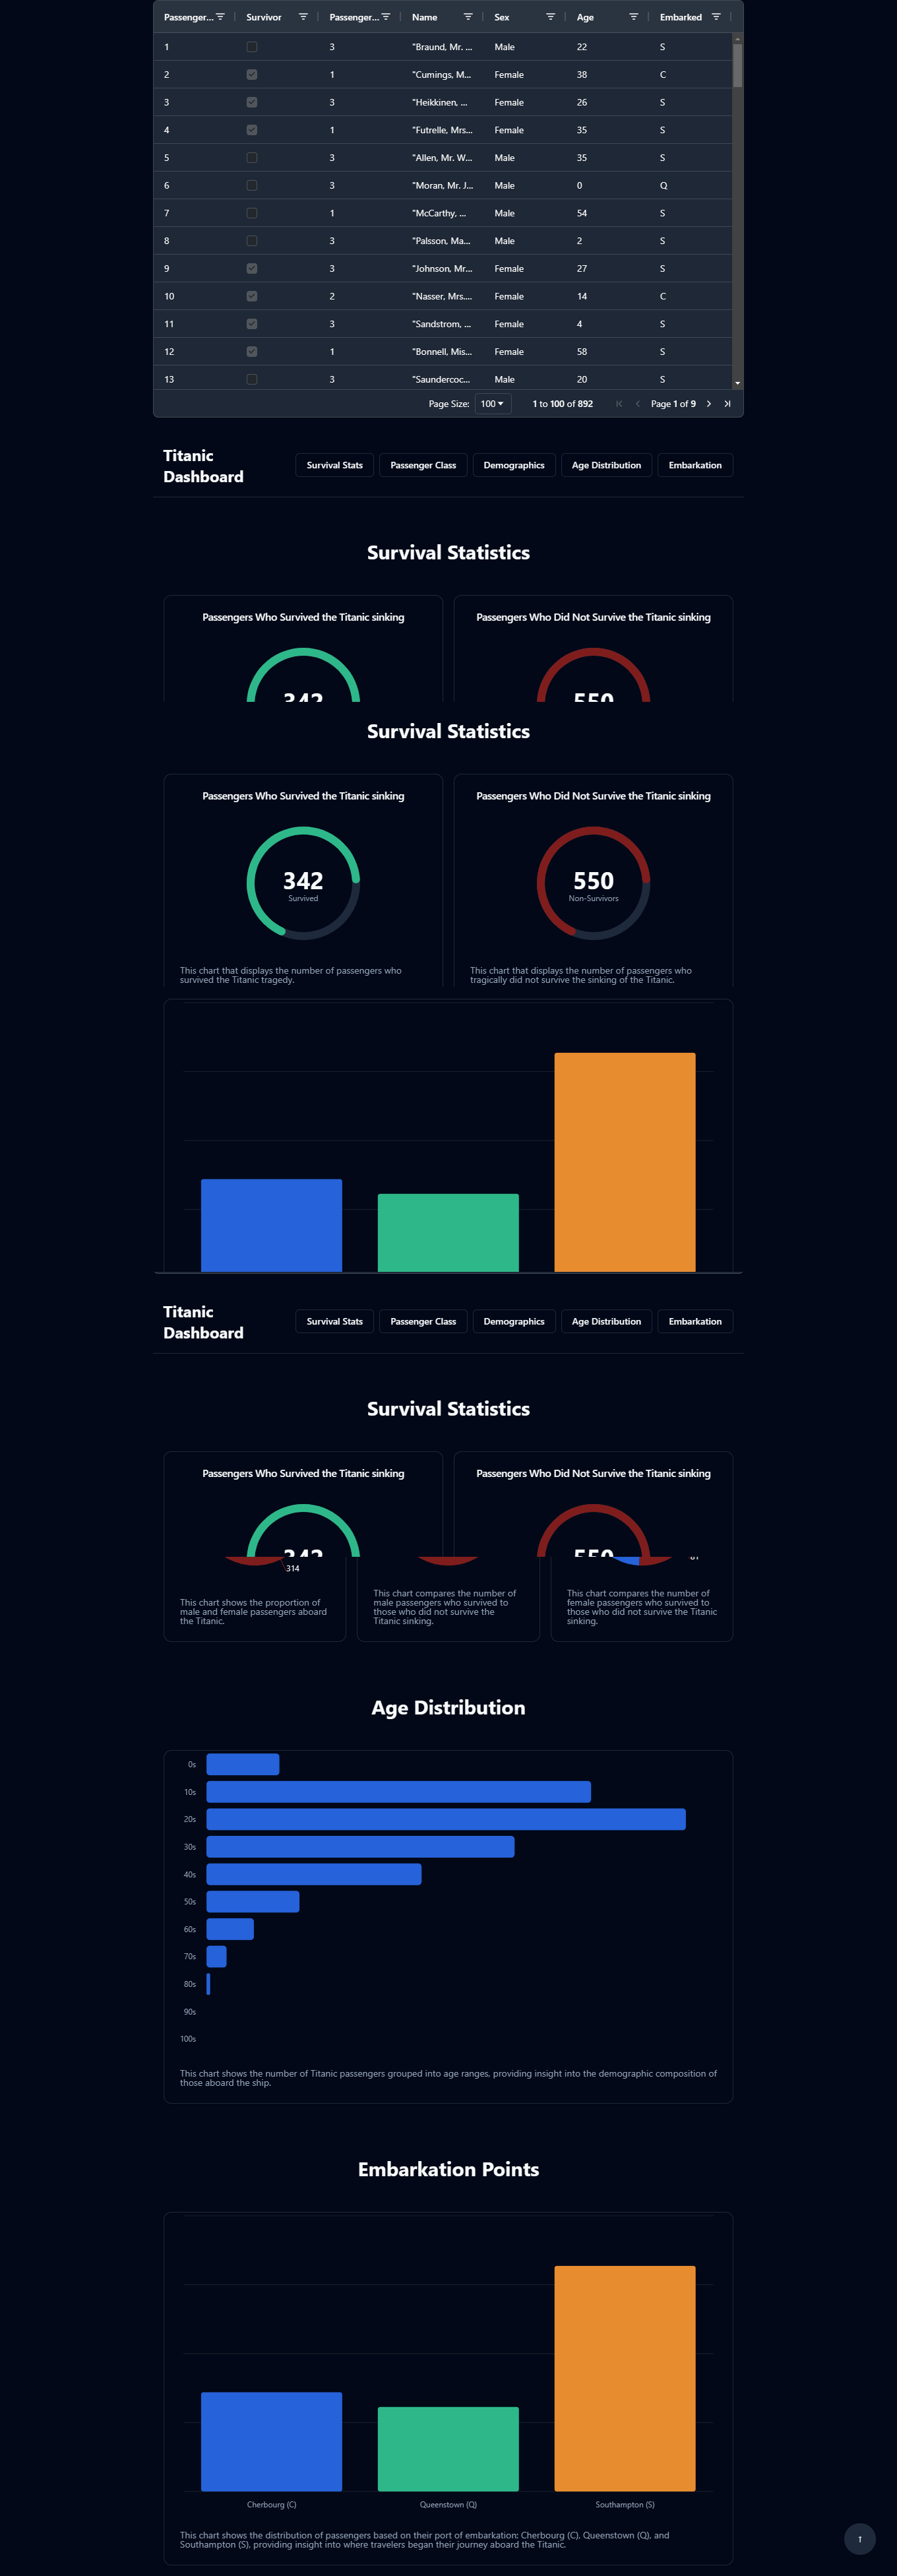 Passenger... Survivor Passenger... Name Sex Age Embarked
1 3 "Braund, Mr. ... Male 22 S
2 1 "Cumings, M... Female 38 C
3 3 "Heikkinen, ... Female 26 S
4 1 "Futrelle, Mrs... Female 35 S
5 3 "Allen, Mr. W... Male 35 S
6 3 "Moran, Mr. J... Male 0 Q
7 1 "McCarthy, ... Male 54 S
8 3 "Palsson, Ma... Male 2 S
9 3 "Johnson, Mr... Female 27 S
10 2 "Nasser, Mrs.... Female 14 C
11 3 "Sandstrom, ... Female 4 S
12 1 "Bonnell, Mis... Female 58 S
13 3 "Saundercoc... Male 20 S
Page Size: 100 1 to 100 of 892 Page 1 of 9
Titanic
Dashboard
Survival Stats Passenger Class Demographics Age Distribution Embarkation
Survival Statistics
Passengers Who Survived the Titanic sinking
342
Passengers Who Did Not Survive the Titanic sinking
550
Survival Statistics
Passengers Who Survived the Titanic sinking
342
Survived
This chart that displays the number of passengers who
survived the Titanic tragedy.
Passengers Who Did Not Survive the Titanic sinking
550
Non-Survivors
This chart that displays the number of passengers who
tragically did not survive the sinking of the Titanic.
Titanic
Dashboard
Survival Stats Passenger Class Demographics Age Distribution Embarkation
Survival Statistics
Passengers Who Survived the Titanic sinking
342
Passengers Who Did Not Survive the Titanic sinking
550
314
This chart shows the proportion of
male and female passengers aboard
the Titanic.
This chart compares the number of
male passengers who survived to
those who did not survive the
Titanic sinking.
This chart compares the number of
female passengers who survived to
those who did not survive the Titanic
sinking.
Age Distribution
0s
10s
20s
30s
40s
50s
60s
70s
80s
90s
100s
This chart shows the number of Titanic passengers grouped into age ranges, providing insight into the demographic composition of
those aboard the ship.
Embarkation Points
Cherbourg (C) Queenstown (Q) Southampton (S)
This chart shows the distribution of passengers based on their port of embarkation: Cherbourg (C), Queenstown (Q), and
Southampton (S), providing insight into where travelers began their journey aboard the Titanic.
↑